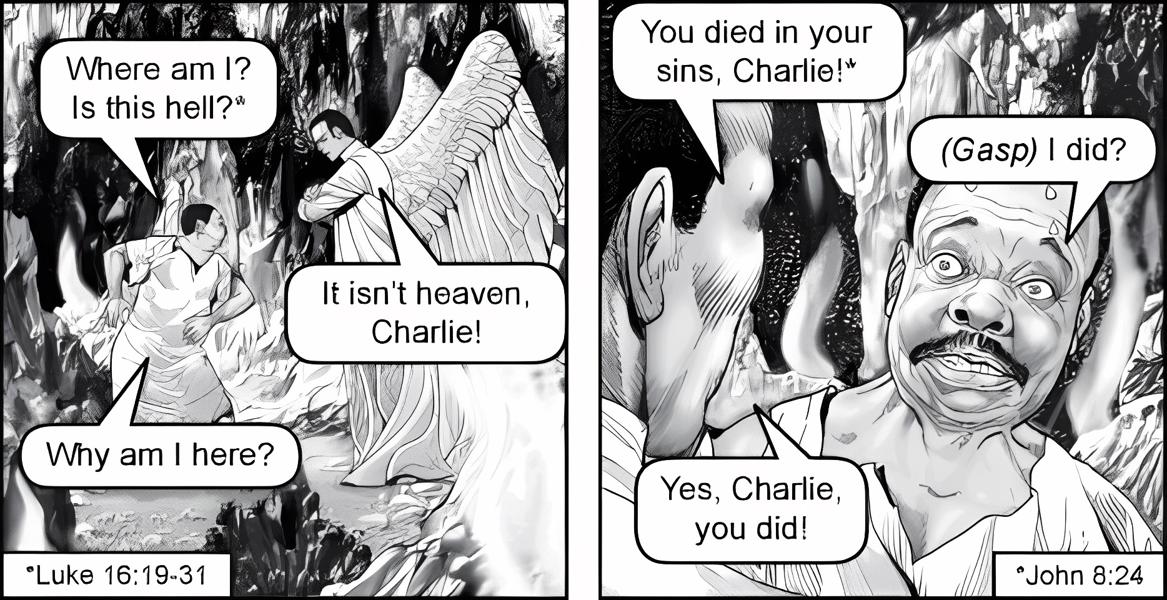 Where am I?
Is this hell?*
It isn't heaven,
Charlie!
Why am I here?
*Luke 16:19-31
You died in your
sins, Charlie!*
(Gasp) I did?
Yes, Charlie,
you did!
*John 8:24